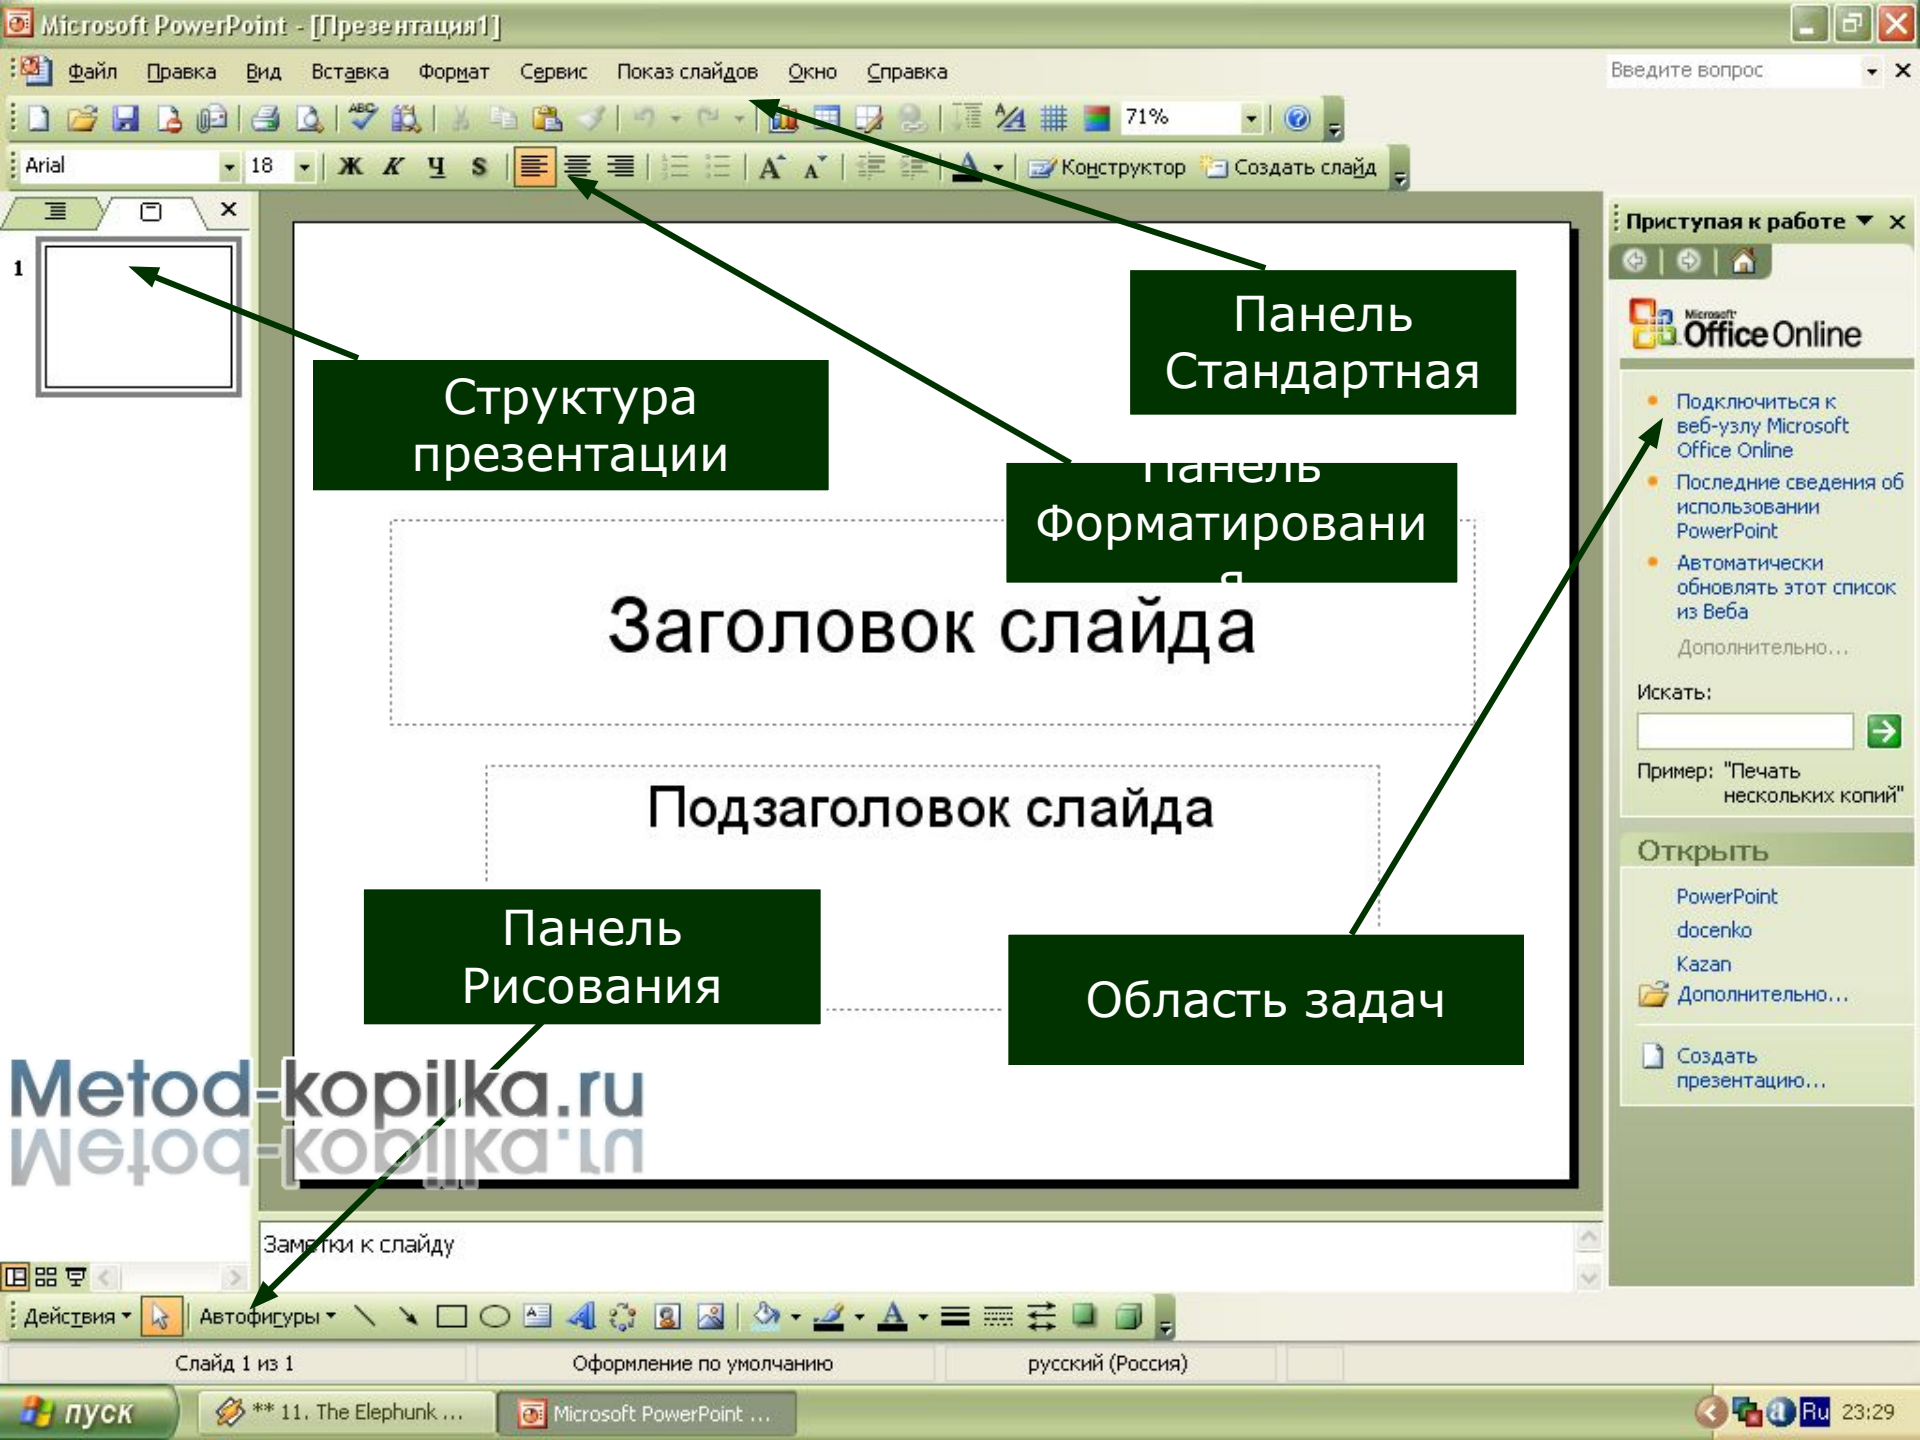 Microsoft PowerPoint - [Презентация1]
Файл Правка Вид Вставка Формат Сервис Показ слайдов Окно Справка
Введите вопрос
71%
Arial 18 Ж К Ч S Конструктор Создать слайд
1
Приступая к работе
Microsoft
Office Online
Подключиться к
веб-узлу Microsoft
Office Online
Последние сведения об
использовании
PowerPoint
Автоматически
обновлять этот список
из Веба
Дополнительно...
Искать:
Пример: "Печать
нескольких копий"
Открыть
PowerPoint
docenko
Kazan
Дополнительно...
Создать
презентацию...
Панель
Стандартная
Структура
презентации
Панель
Форматировани
я
Заголовок слайда
Подзаголовок слайда
Панель
Рисования
Область задач
Metod-kopilka.ru
Заметки к слайду
Действия Автофигуры
Слайд 1 из 1 Оформление по умолчанию русский (Россия)
пуск ** 11. The Elephunk ... Microsoft PowerPoint ... Ru 23:29